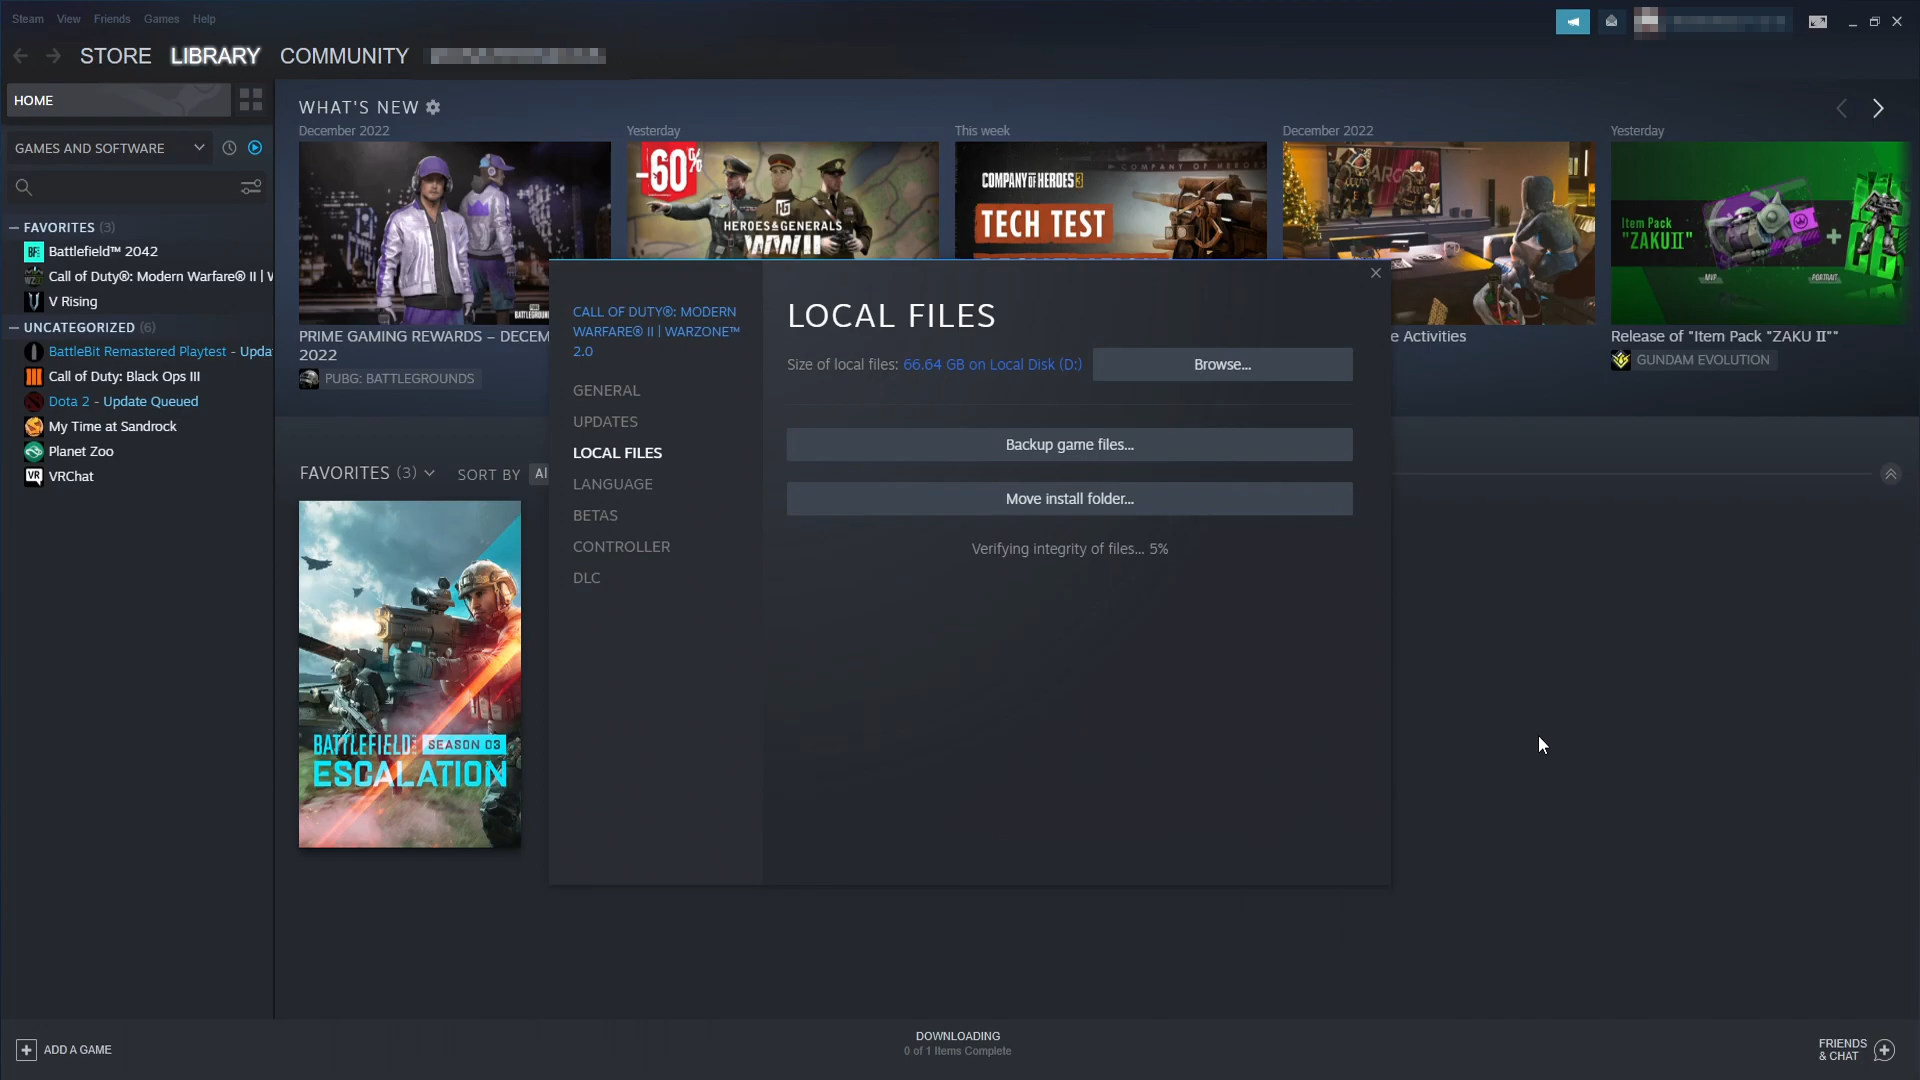 Steam View Friends Games Help
STORE LIBRARY COMMUNITY
HOME
GAMES AND SOFTWARE
FAVORITES (3)
Battlefield™ 2042
Call of Duty®: Modern Warfare® II | W
V Rising
UNCATEGORIZED (6)
BattleBit Remastered Playtest - Upda
Call of Duty: Black Ops III
Dota 2 - Update Queued
My Time at Sandrock
Planet Zoo
VRChat
WHAT'S NEW
December 2022
Yesterday
This week
December 2022
Yesterday
-60%
HEROES & GENERALS
WWII
COMPANY OF HEROES
COMPANY OF HEROES 3
TECH TEST
Item Pack
"ZAKU II"
PORTRAIT
PRIME GAMING REWARDS – DECEM
2022
PUBG: BATTLEGROUNDS
e Activities
Release of "Item Pack "ZAKU II""
GUNDAM EVOLUTION
FAVORITES (3) SORT BY Al
BATTLEFIELD 2042 SEASON 03
ESCALATION
CALL OF DUTY®: MODERN
WARFARE® II | WARZONE™
2.0
GENERAL
UPDATES
LOCAL FILES
LANGUAGE
BETAS
CONTROLLER
DLC
LOCAL FILES
Size of local files: 66.64 GB on Local Disk (D:) Browse...
Backup game files...
Move install folder...
Verifying integrity of files... 5%
ADD A GAME
DOWNLOADING
0 of 1 Items Complete
FRIENDS
& CHAT